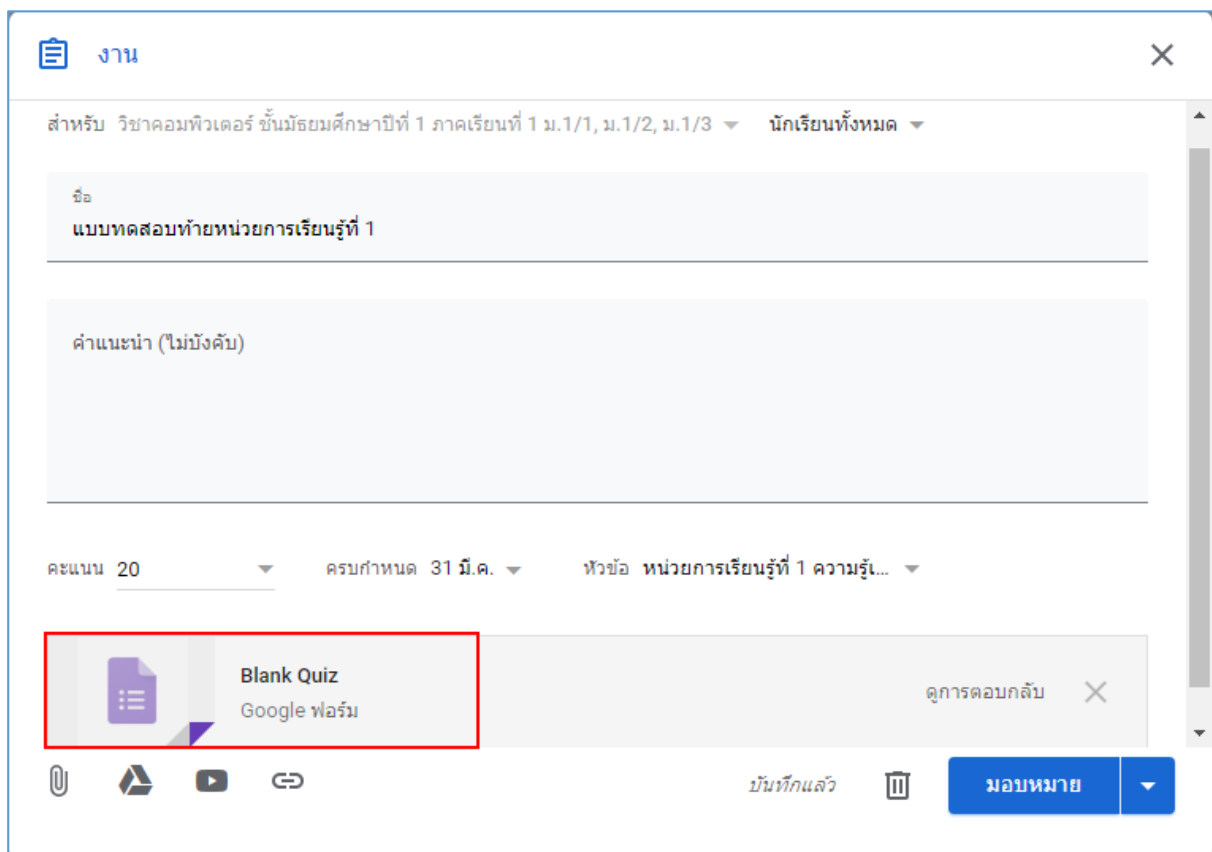 งาน
สำหรับ วิชาคอมพิวเตอร์ ชั้นมัธยมศึกษาปีที่ 1 ภาคเรียนที่ 1 ม.1/1, ม.1/2, ม.1/3 นักเรียนทั้งหมด
ชื่อ
แบบทดสอบท้ายหน่วยการเรียนรู้ที่ 1
คำแนะนำ (ไม่บังคับ)
คะแนน 20 ครบกำหนด 31 มี.ค. หัวข้อ หน่วยการเรียนรู้ที่ 1 ความรู้เ...
Blank Quiz
Google ฟอร์ม
ดูการตอบกลับ
บันทึกแล้ว
มอบหมาย